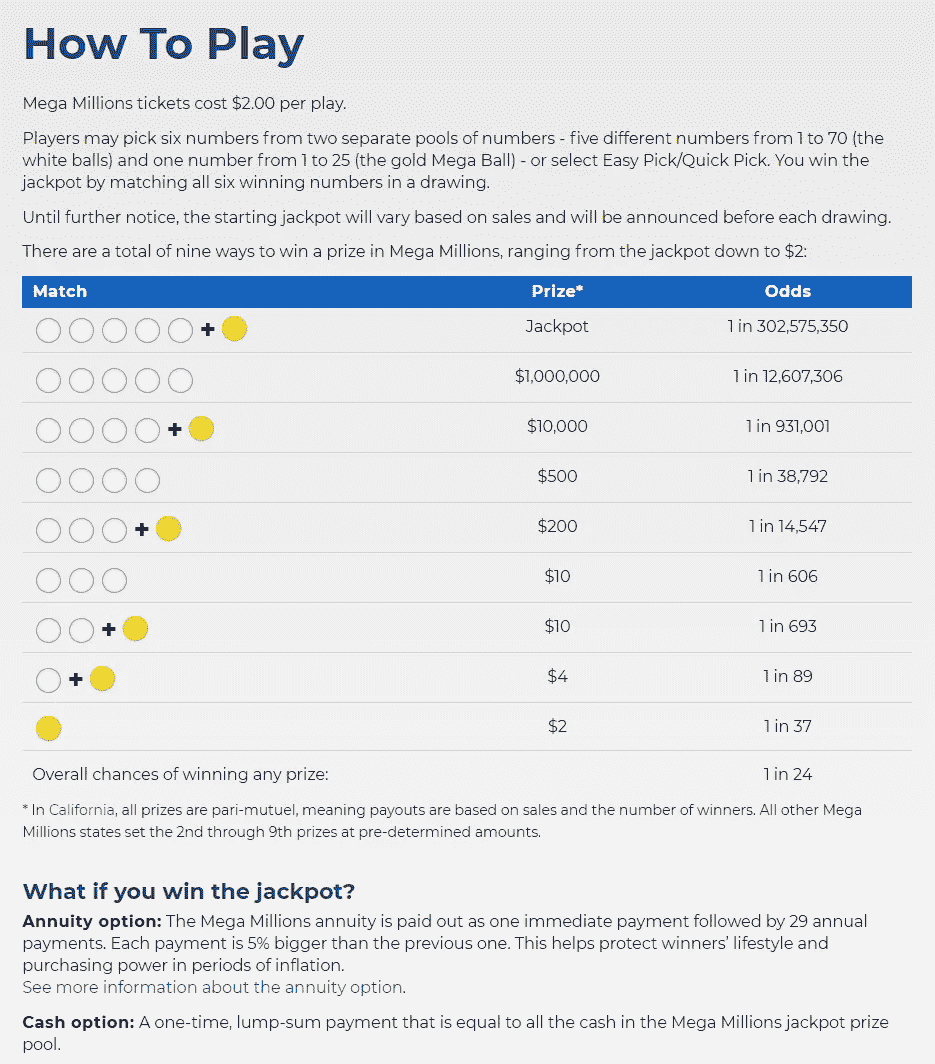 How To Play
Mega Millions tickets cost $2.00 per play.
Players may pick six numbers from two separate pools of numbers - five different numbers from 1 to 70 (the
white balls) and one number from 1 to 25 (the gold Mega Ball) - or select Easy Pick/Quick Pick. You win the
jackpot by matching all six winning numbers in a drawing.
Until further notice, the starting jackpot will vary based on sales and will be announced before each drawing.
There are a total of nine ways to win a prize in Mega Millions, ranging from the jackpot down to $2:
Match Prize* Odds
+ Jackpot 1 in 302,575,350
$1,000,000 1 in 12,607,306
+ $10,000 1 in 931,001
$500 1 in 38,792
+ $200 1 in 14,547
$10 1 in 606
+ $10 1 in 693
+ $4 1 in 89
$2 1 in 37
Overall chances of winning any prize: 1 in 24
* In California, all prizes are pari-mutuel, meaning payouts are based on sales and the number of winners. All other Mega
Millions states set the 2nd through 9th prizes at pre-determined amounts.
What if you win the jackpot?
Annuity option: The Mega Millions annuity is paid out as one immediate payment followed by 29 annual
payments. Each payment is 5% bigger than the previous one. This helps protect winners' lifestyle and
purchasing power in periods of inflation.
See more information about the annuity option.
Cash option: A one-time, lump-sum payment that is equal to all the cash in the Mega Millions jackpot prize
pool.